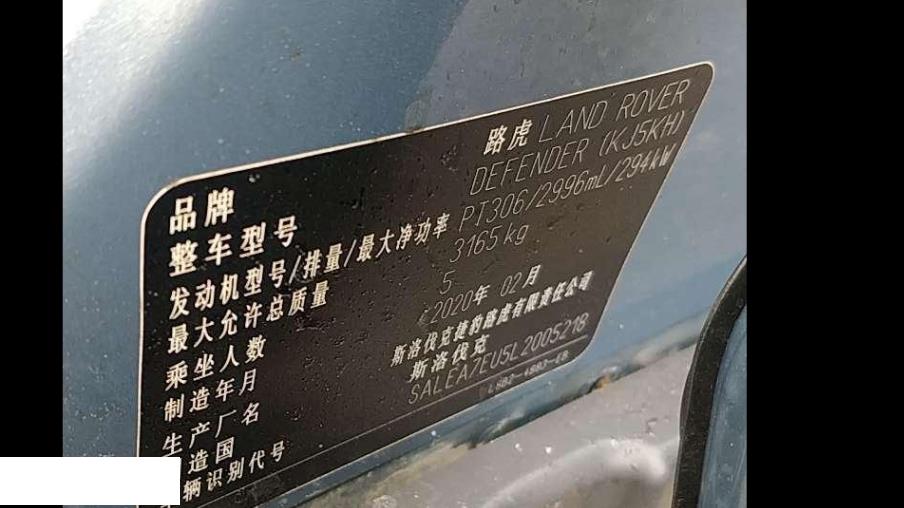 品牌 路虎 LAND ROVER
整车型号 DEFENDER (KJ5KH)
发动机型号/排量/最大净功率 PT306/2996mL/294kW
最大允许总质量 3165kg
乘坐人数 5
制造年月 2020年 02月
生产厂名 斯洛伐克捷豹路虎有限责任公司
造国 斯洛伐克
辆识别代号 SALEA7EU5L2005218